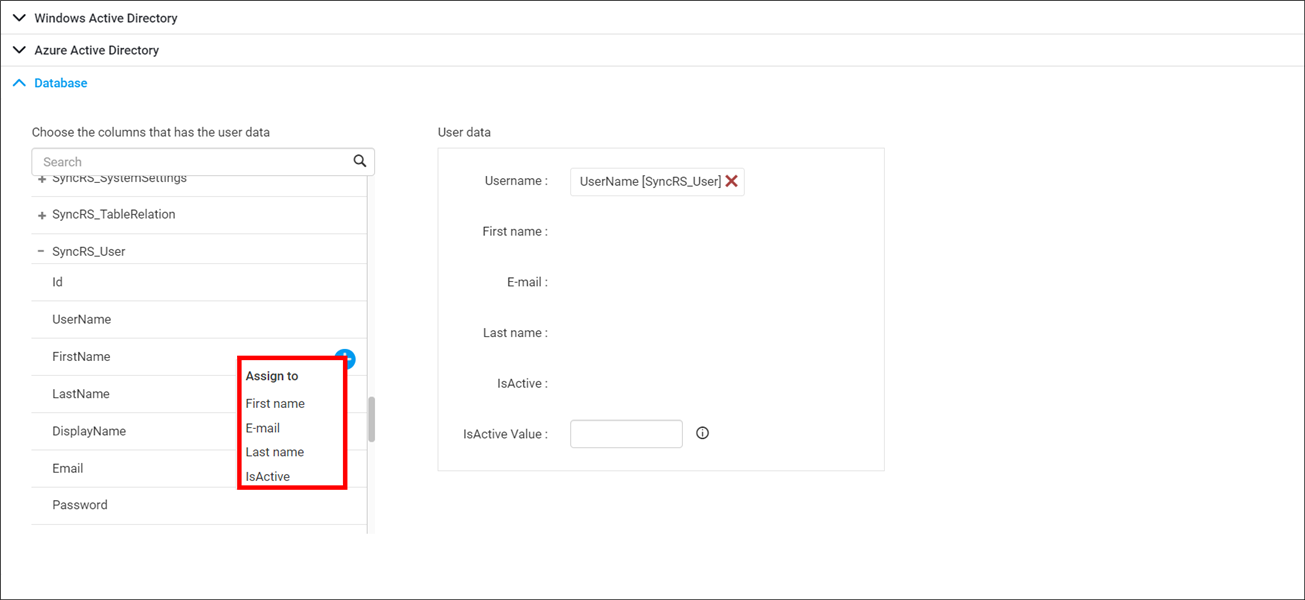 Windows Active Directory
Azure Active Directory
Database
Choose the columns that has the user data
Search
SyncRS_SystemSettings
SyncRS_TableRelation
SyncRS_User
Id
UserName
FirstName
LastName
DisplayName
Email
Password
Assign to
First name
E-mail
Last name
IsActive
User data
Username : UserName [SyncRS_User]
First name :
E-mail :
Last name :
IsActive :
IsActive Value :